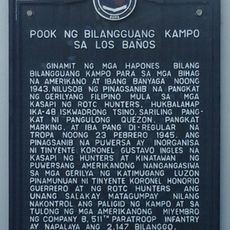 POOK NG BILANGGUANG KAMPO
SA LOS BAÑOS
GINAMIT NG MGA HAPONES BILANG
BILANGGUANG KAMPO PARA SA MGA BIHAG
NA AMERIKANO AT IBANG BANYAGA NOONG
1943. NILUSOB NG PINAGSANIB NA PANGKAT
NG GERILYANG FILIPINO MULA SA MGA
KASAPI NG ROTC HUNTERS, HUKBALAHAP
IKA-48 ISKWADRONG TSINO, SARILING PANG-
KAT NI PANGULONG QUEZON, PANGKAT
MARKING, AT IBA PANG DI-REGULAR NA
TROPA NOONG 23 PEBRERO 1945. ANG
PINAGSANIB NA PUWERSA AY INORGANISA
NI TINYENTE KORONEL GUSTAVO INGLES NA
KASAPI NG HUNTERS AT KINATAWAN NG
PUWERSANG AMERIKANONG NANGANGASIWA
SA MGA GERILYA NG KATIMUGANG LUZON
PINAMUNUAN NI TINYENTE KORONEL HONORIO
GUERRERO AT NG ROTC HUNTERS ANG
UNANG SALAKAY MATAGUMPAY NILANG
NAKONTROL ANG PALIGID NG KAMPO AT SA
TULONG NG MGA AMERIKANONG MIYEMBRO
NG COMPANY B, 511TH PARATROOP INFANTRY
AY NAPALAYA ANG 2,147 BILANGGO.